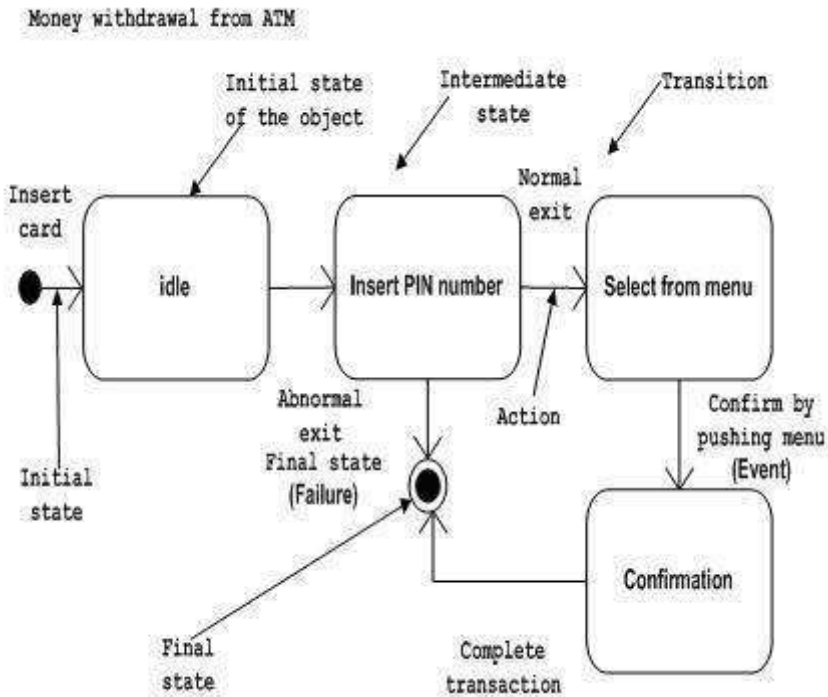 Money withdrawal from ATM
Initial state
of the object
Intermediate
state
Transition
Insert
card
Normal
exit
idle
Insert PIN number
Select from menu
Initial
state
Abnormal
exit
Final state
(Failure)
Action
Confirm by
pushing menu
(Event)
Confirmation
Final
state
Complete
transaction